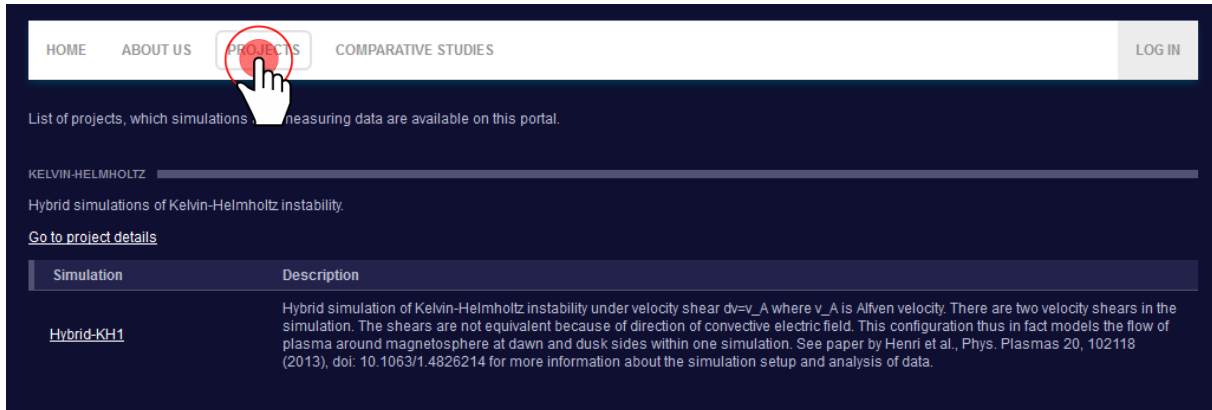 HOME ABOUT US PROJECTS COMPARATIVE STUDIES LOG IN
List of projects, which simulations measuring data are available on this portal.
KELVIN-HELMHOLTZ
Hybrid simulations of Kelvin-Helmholtz instability.
Go to project details
Simulation Description
Hybrid simulation of Kelvin-Helmholtz instability under velocity shear dv=v_A where v_A is Alfven velocity. There are two velocity shears in the
simulation. The shears are not equivalent because of direction of convective electric field. This configuration thus in fact models the flow of
Hybrid-KH1
plasma around magnetosphere at dawn and dusk sides within one simulation. See paper by Henri et al., Phys. Plasmas 20, 102118
(2013), doi: 10.1063/1.4826214 for more information about the simulation setup and analysis of data.